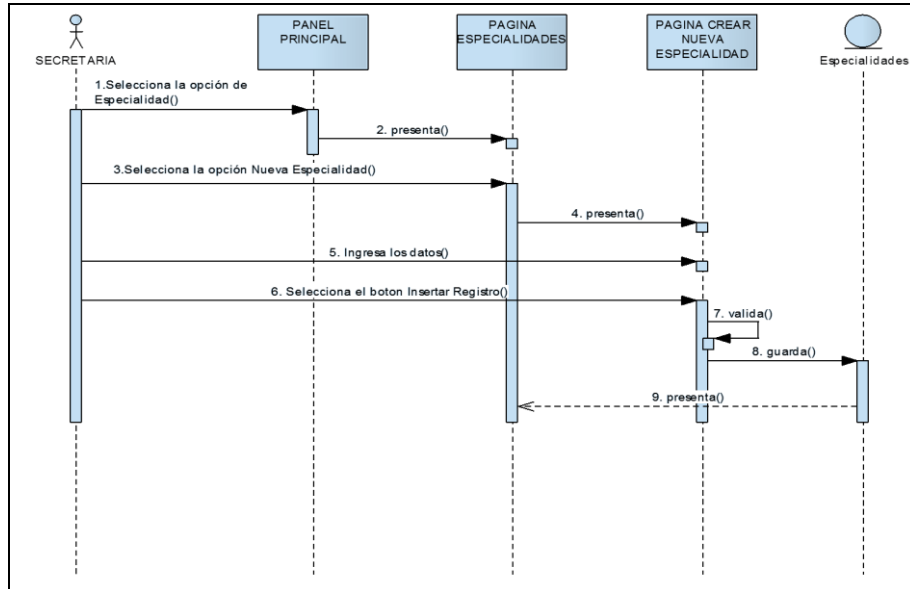 PANEL
PRINCIPAL
PAGINA
ESPECIALIDADES
PAGINA CREAR
NUEVA
ESPECIALIDAD
SECRETARIA
Especialidades
1.Selecciona la opción de
Especialidad()
2. presenta()
3.Selecciona la opción Nueva Especialidad()
4. presenta()
5. Ingresa los datos()
6. Selecciona el boton Insertar Registro()
7. valida()
8. guarda()
9. presenta()